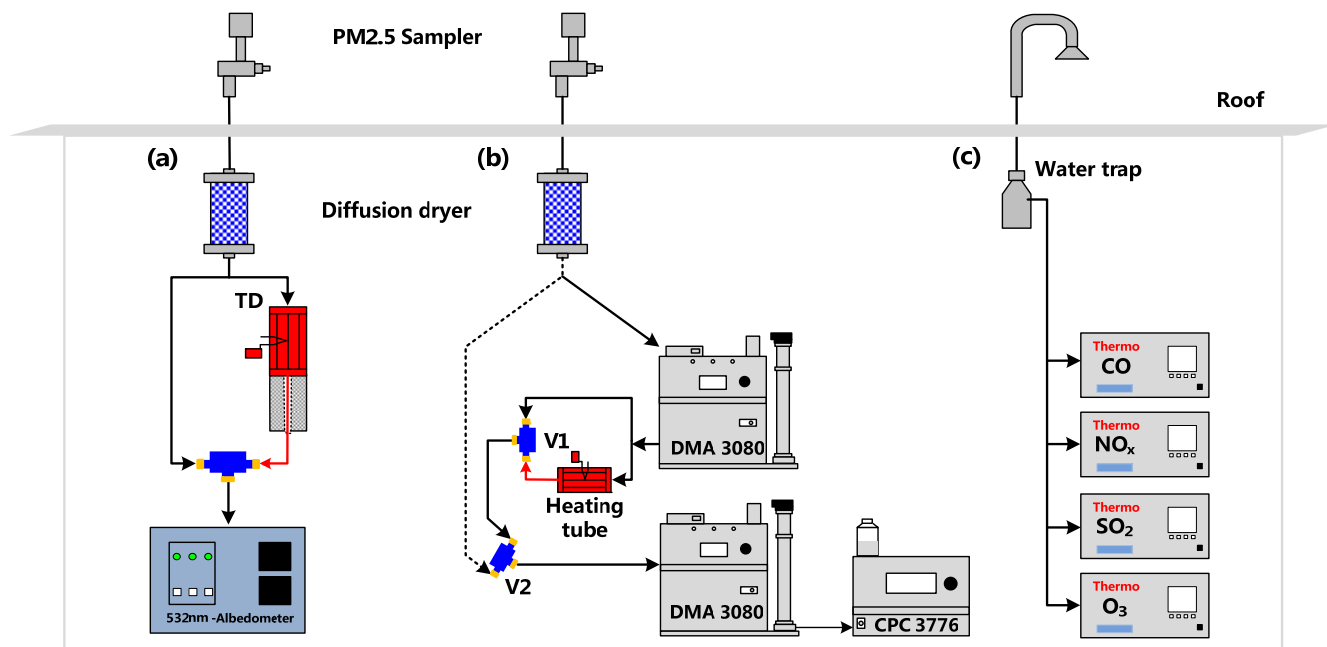 PM2.5 Sampler
Roof
(a)
(b)
(c)
Water trap
Diffusion dryer
TD
V1
Heating
tube
V2
DMA 3080
DMA 3080
CPC 3776
532nm -Albedometer
Thermo
CO
Thermo
NOx
Thermo
SO2
Thermo
O3